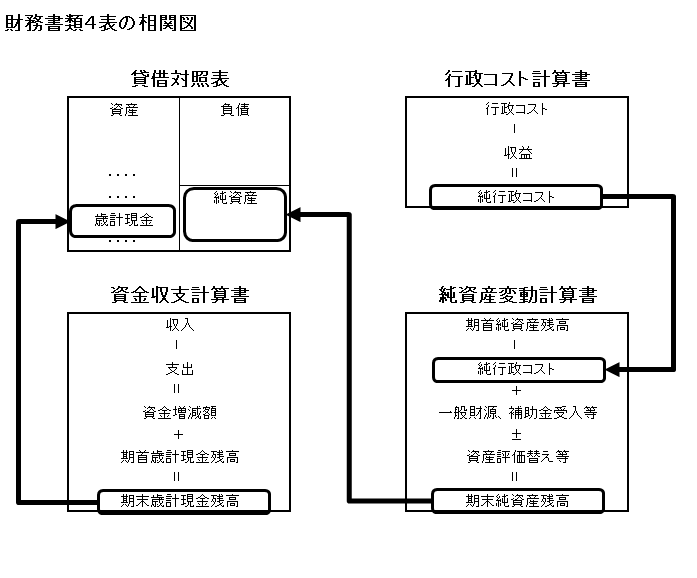 財務書類４表の相関図
貸借対照表
資産
負債
‥‥
‥‥
純資産
歳計現金
‥‥
行政コスト計算書
行政コスト
－
収益
＝
純行政コスト
資金収支計算書
収入
－
支出
＝
資金増減額
＋
期首歳計現金残高
＝
期末歳計現金残高
純資産変動計算書
期首純資産残高
－
純行政コスト
＋
一般財源、補助金受入等
±
資産評価替え等
＝
期末純資産残高